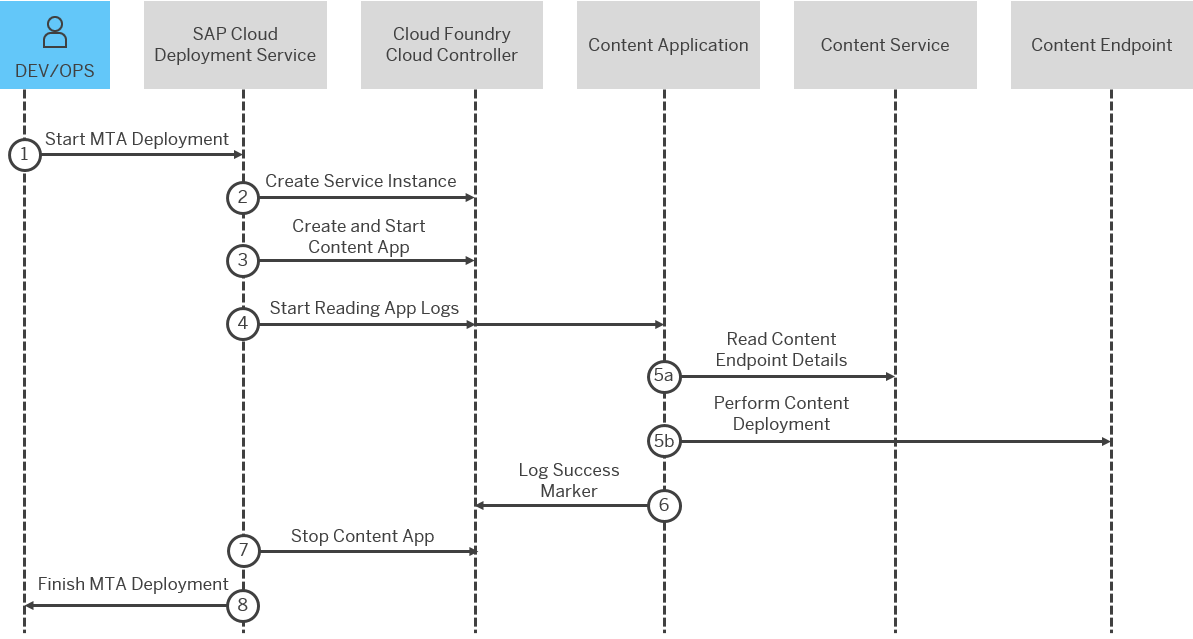 DEV/OPS
SAP Cloud
Deployment Service
Cloud Foundry
Cloud Controller
Content Application
Content Service
Content Endpoint
Start MTA Deployment
1
Create Service Instance
2
Create and Start
Content App
3
Start Reading App Logs
4
Read Content
Endpoint Details
5a
Perform Content
Deployment
5b
Log Success
Marker
6
Stop Content App
7
Finish MTA Deployment
8